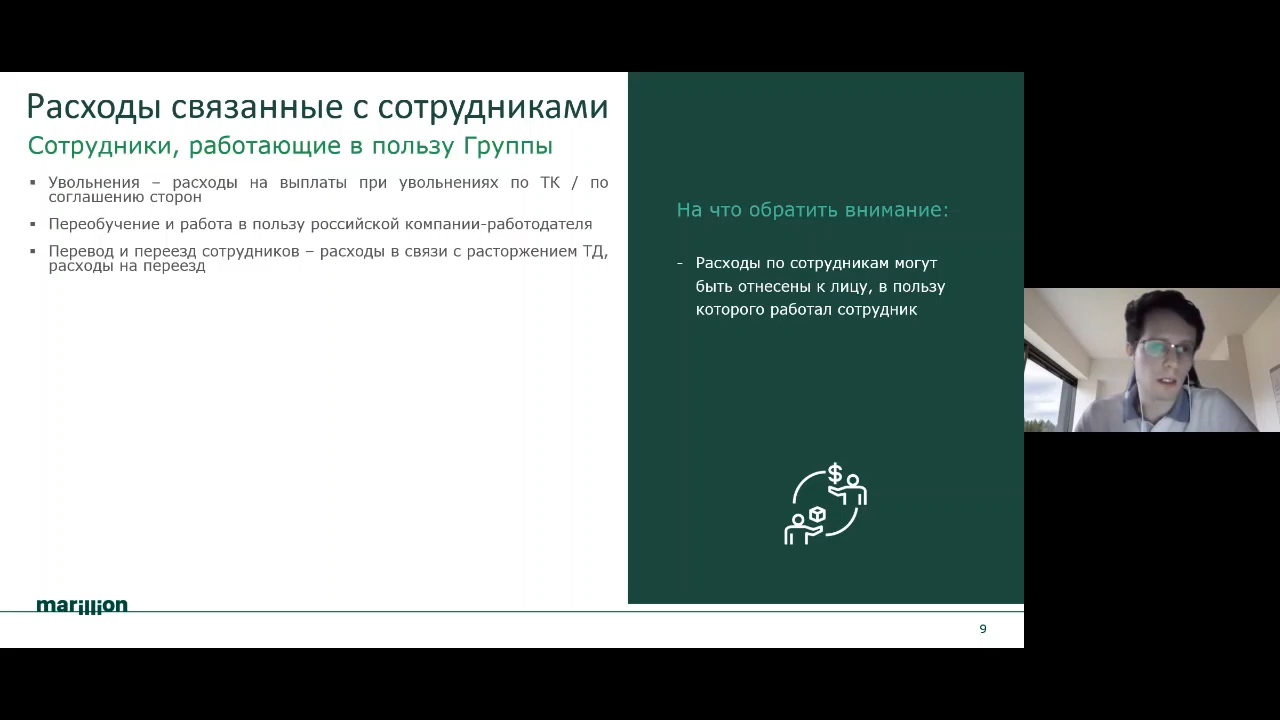 Расходы связанные с сотрудниками
Сотрудники, работающие в пользу Группы
▪ Увольнения – расходы на выплаты при увольнениях по ТК / по
соглашению сторон
▪ Переобучение и работа в пользу российской компании-работодателя
▪ Перевод и переезд сотрудников – расходы в связи с расторжением ТД,
расходы на переезд
На что обратить внимание:
- Расходы по сотрудникам могут
быть отнесены к лицу, в пользу
которого работал сотрудник
$
marillion
9